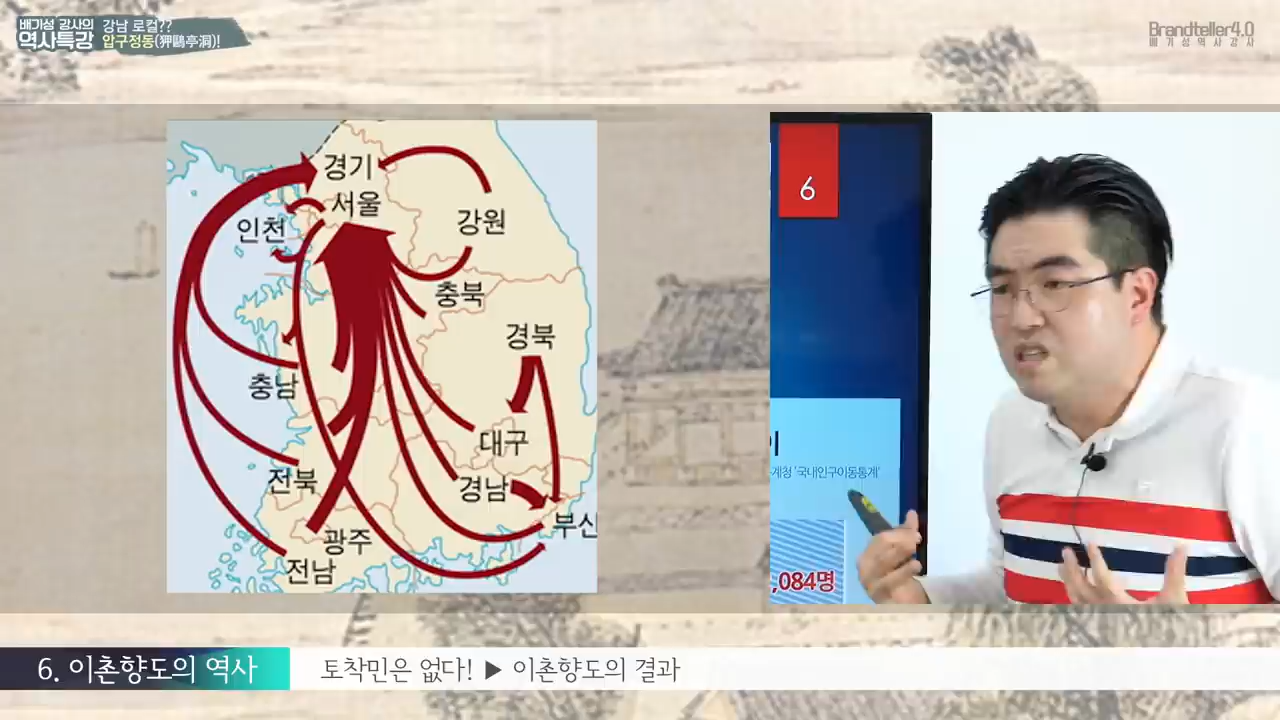 배기성 강사의
역사특강
강남 로컬??
압구정동(狎鷗亭洞)!
Brandteller4.0
배기성역사강사
경기
서울
인천
강원
충북
경북
충남
대구
전북
경남
부산
광주
전남
6
계청 '국내인구이동통계'
,084명
6. 이촌향도의 역사
토착민은 없다! ▶ 이촌향도의 결과